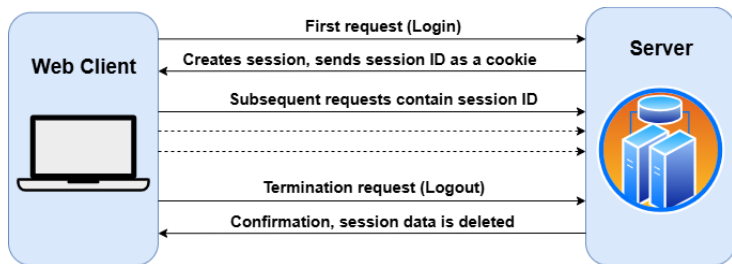 First request (Login)
Web Client
Server
Creates session, sends session ID as a cookie
Subsequent requests contain session ID
Termination request (Logout)
Confirmation, session data is deleted